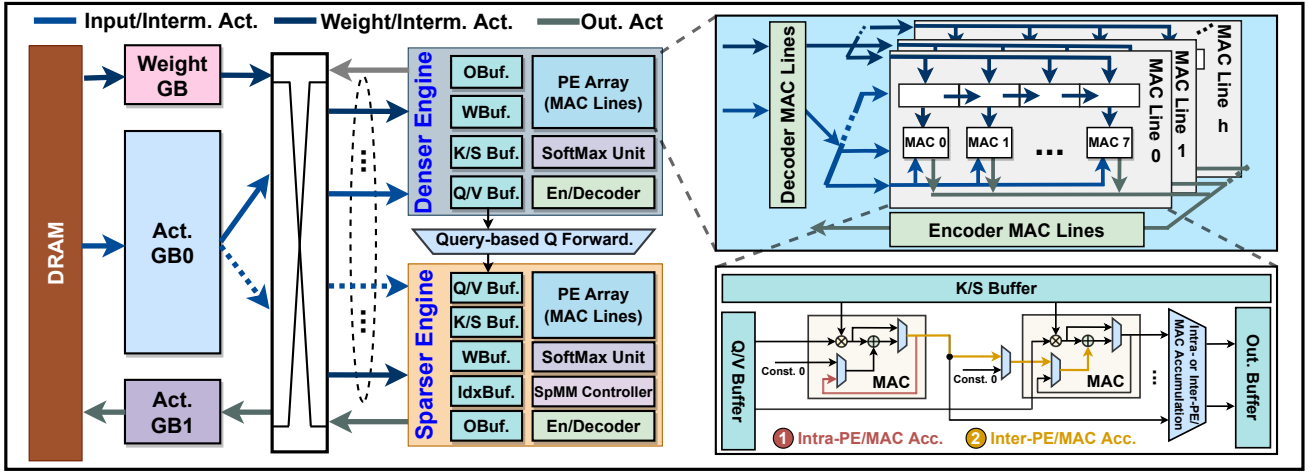 Input/Interm. Act.
Weight/Interm. Act.
Out. Act
DRAM
Weight
GB
Act.
GB0
Act.
GB1
...
...
Denser Engine
OBuf.
WBuf.
K/S Buf.
Q/V Buf.
PE Array
(MAC Lines)
SoftMax Unit
En/Decoder
Query-based Q Forward.
Sparser Engine
Q/V Buf.
K/S Buf.
WBuf.
IdxBuf.
OBuf.
PE Array
(MAC Lines)
SoftMax Unit
SpMM Controller
En/Decoder
Decoder MAC Lines
MAC 0
MAC 1
...
MAC 7
MAC Line 0
MAC Line 1
...
MAC Line h
Encoder MAC Lines
K/S Buffer
Q/V Buffer
Const. 0
MAC
Const. 0
MAC
...
Intra- or Inter-PE/
MAC Accumulation
Out. Buffer
1 Intra-PE/MAC Acc.
2 Inter-PE/MAC Acc.